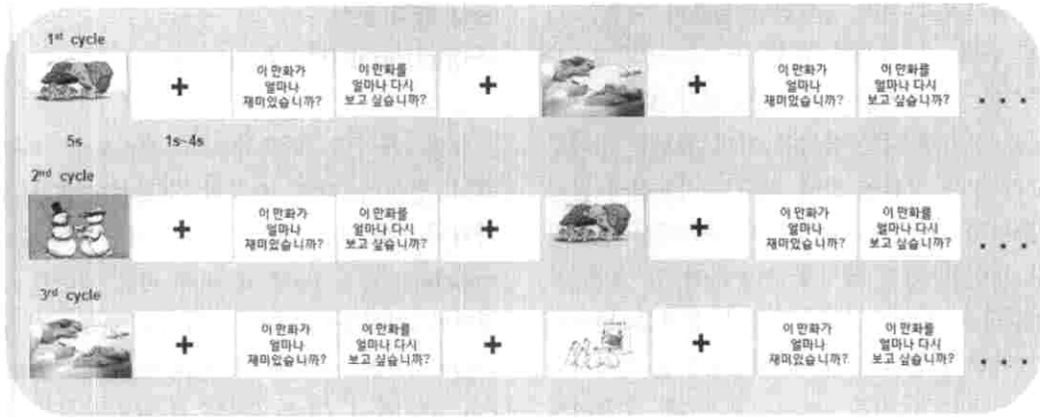 1st cycle
이 만화가
얼마나
재미있습니까?
이 만화를
얼마나 다시
보고 싶습니까?
이 만화가
얼마나
재미있습니까?
이 만화를
얼마나 다시
보고 싶습니까?
5s
1s~4s
2nd cycle
이 만화가
얼마나
재미있습니까?
이 만화를
얼마나 다시
보고 싶습니까?
이 만화가
얼마나
재미있습니까?
이 만화를
얼마나 다시
보고 싶습니까?
3rd cycle
이 만화가
얼마나
재미있습니까?
이 만화를
얼마나 다시
보고 싶습니까?
이 만화가
얼마나
재미있습니까?
이 만화를
얼마나 다시
보고 싶습니까?